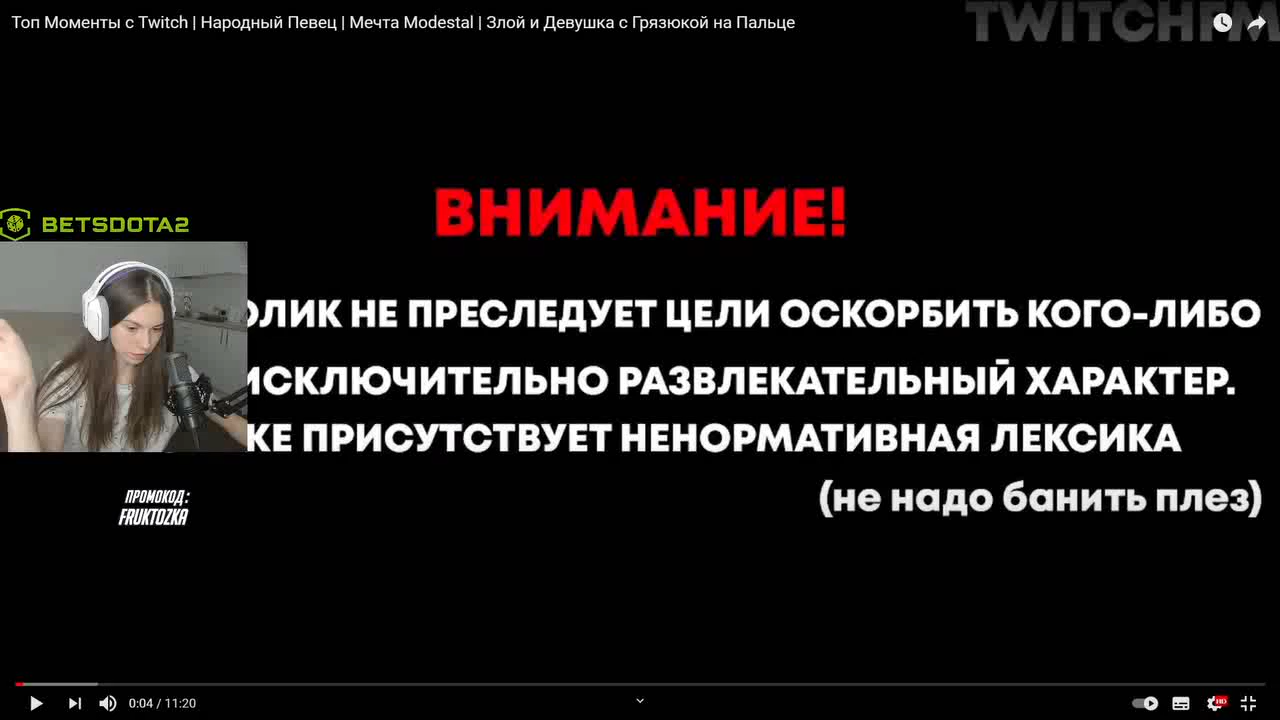 Топ Моменты с Twitch | Народный Певец | Мечта Modestal | Злой и Девушка с Грязюкой на Пальце
TWITCHFM
ВНИМАНИЕ!
BETSDOTA2
ОЛИК НЕ ПРЕСЛЕДУЕТ ЦЕЛИ ОСКОРБИТЬ КОГО-ЛИБО
ИСКЛЮЧИТЕЛЬНО РАЗВЛЕКАТЕЛЬНЫЙ ХАРАКТЕР.
ЖЕ ПРИСУТСТВУЕТ НЕНОРМАТИВНАЯ ЛЕКСИКА
(не надо банить плез)
ПРОМОКОД:
FRUKTOZKA
0:04 / 11:20
HD